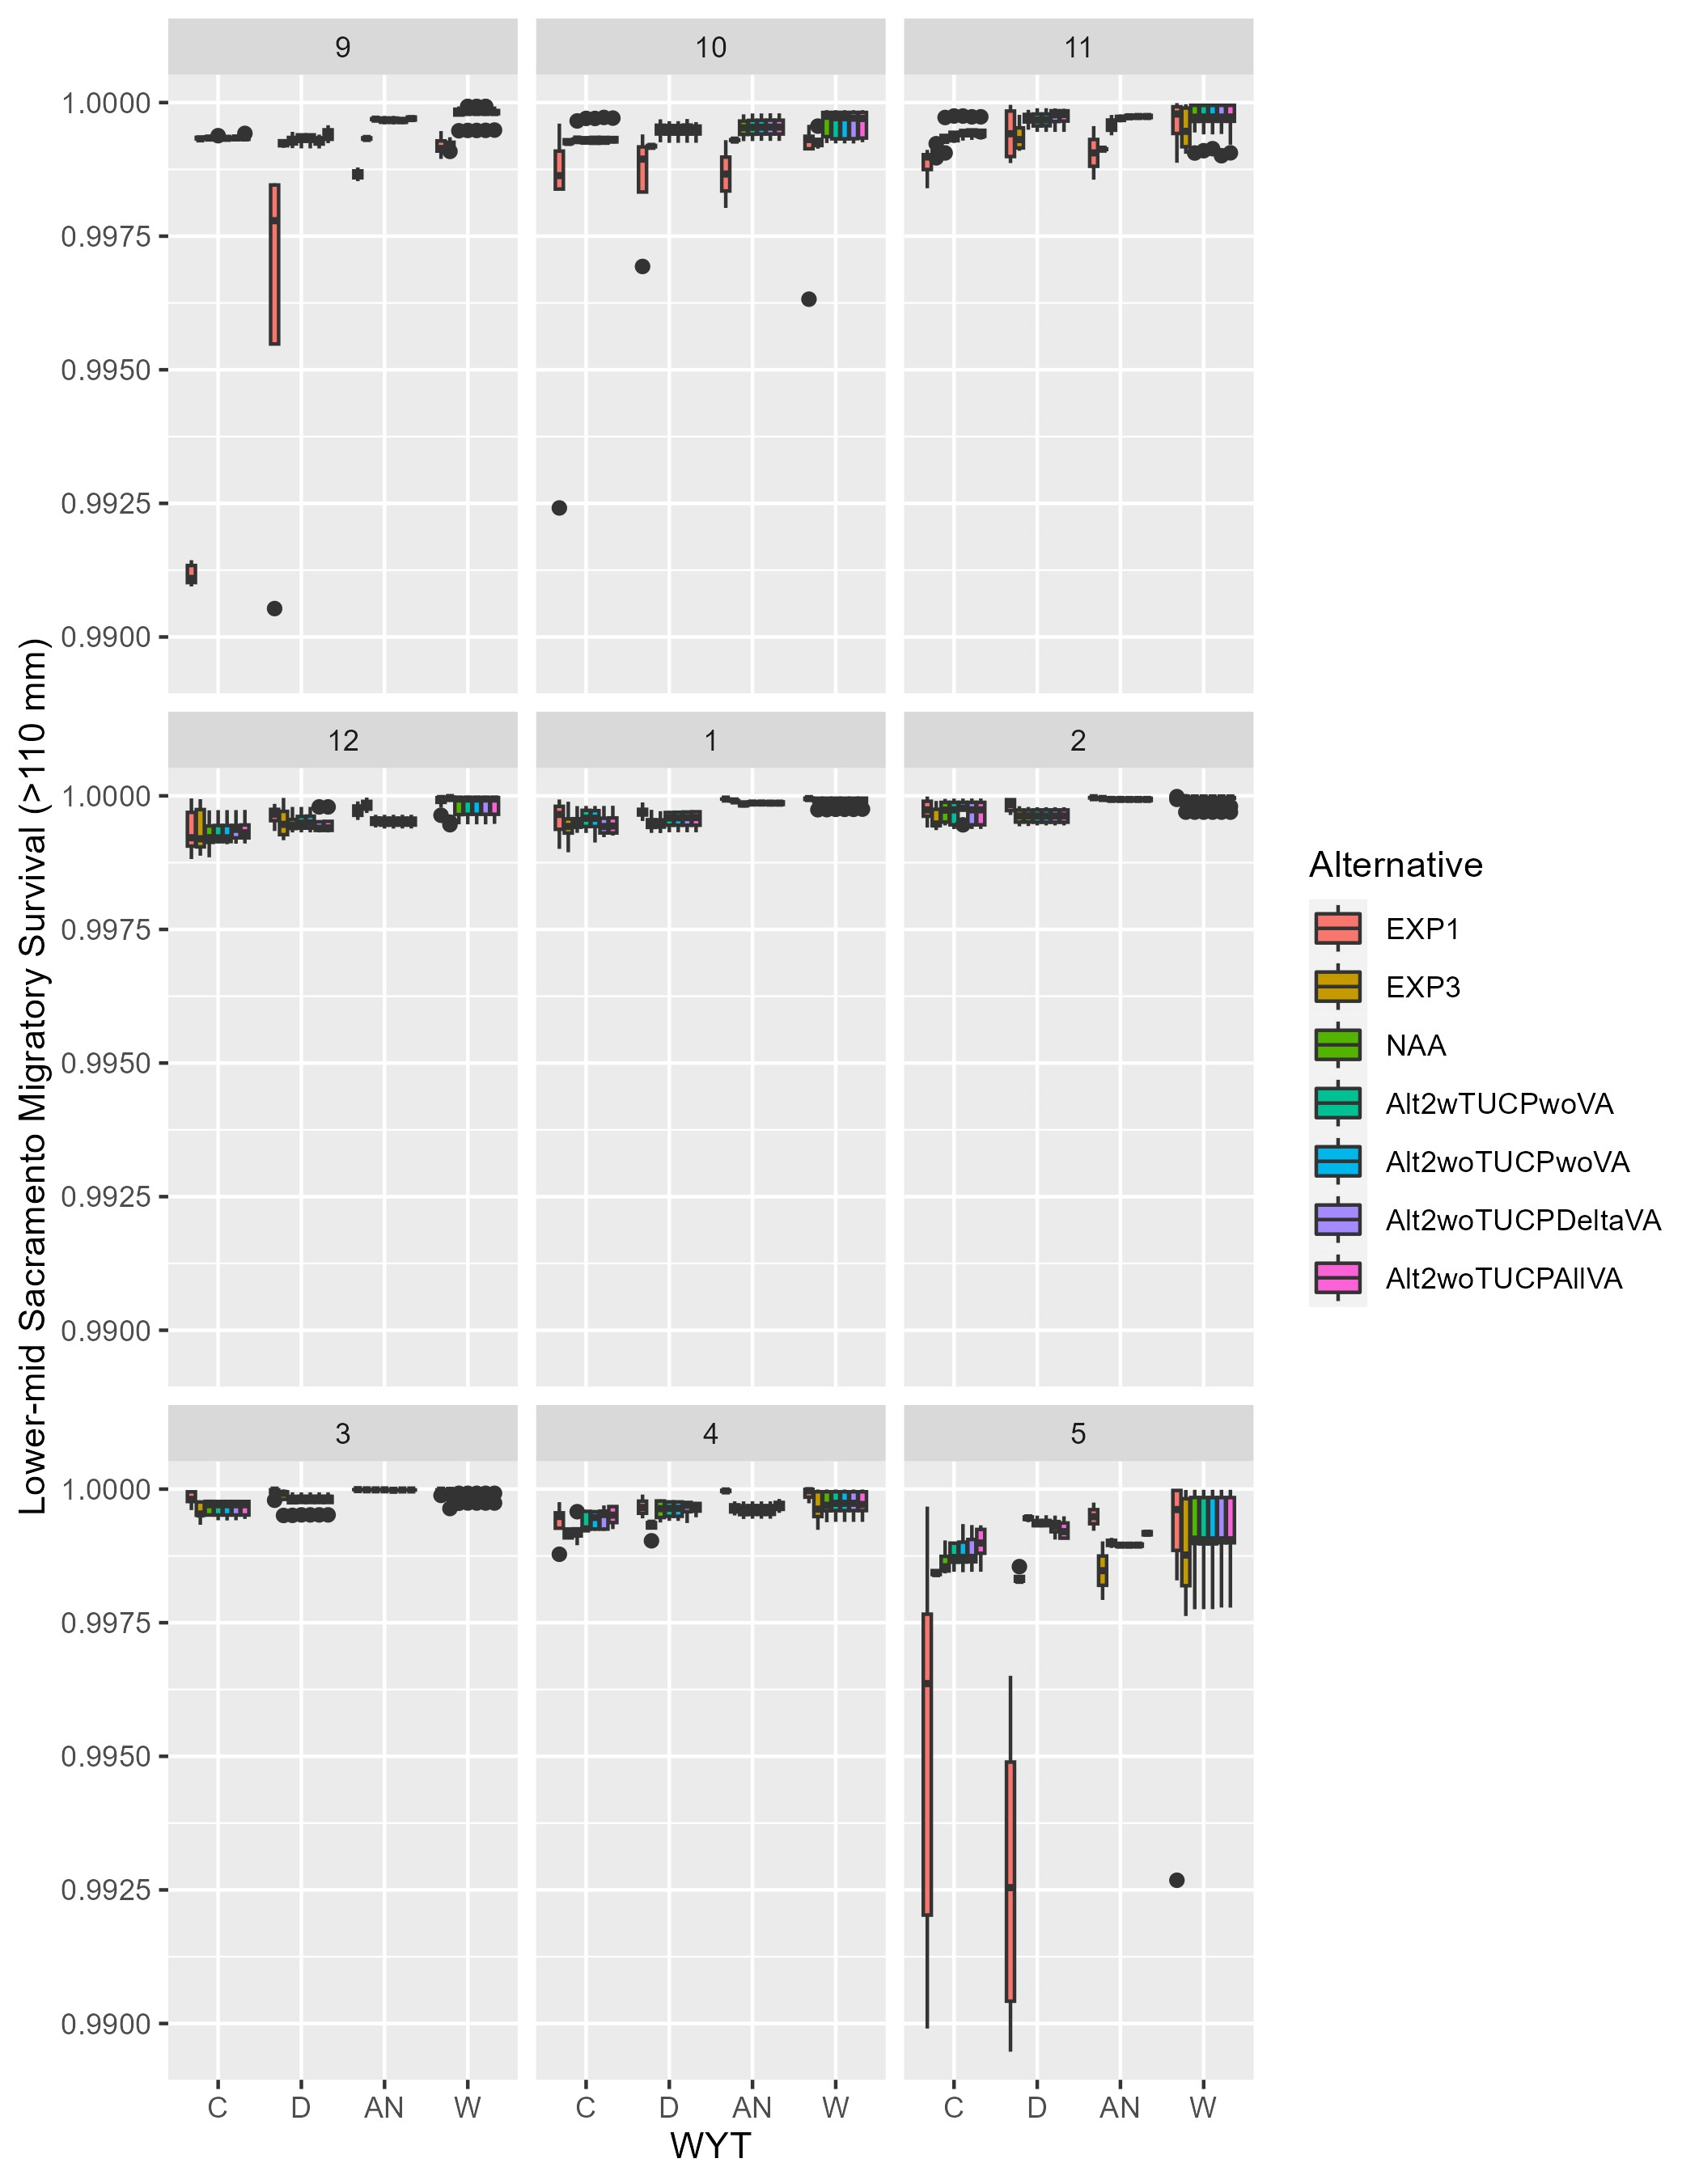 9
10
11
1.0000
0.9975
0.9950
0.9925
0.9900
12
1
2
1.0000
0.9975
0.9950
0.9925
0.9900
3
4
5
1.0000
0.9975
0.9950
0.9925
0.9900
C D AN W
C D AN W
C D AN W
WYT
Lower-mid Sacramento Migratory Survival (>110 mm)
Alternative
EXP1
EXP3
NAA
Alt2wTUCPwoVA
Alt2woTUCPwoVA
Alt2woTUCPDeltaVA
Alt2woTUCPAllVA